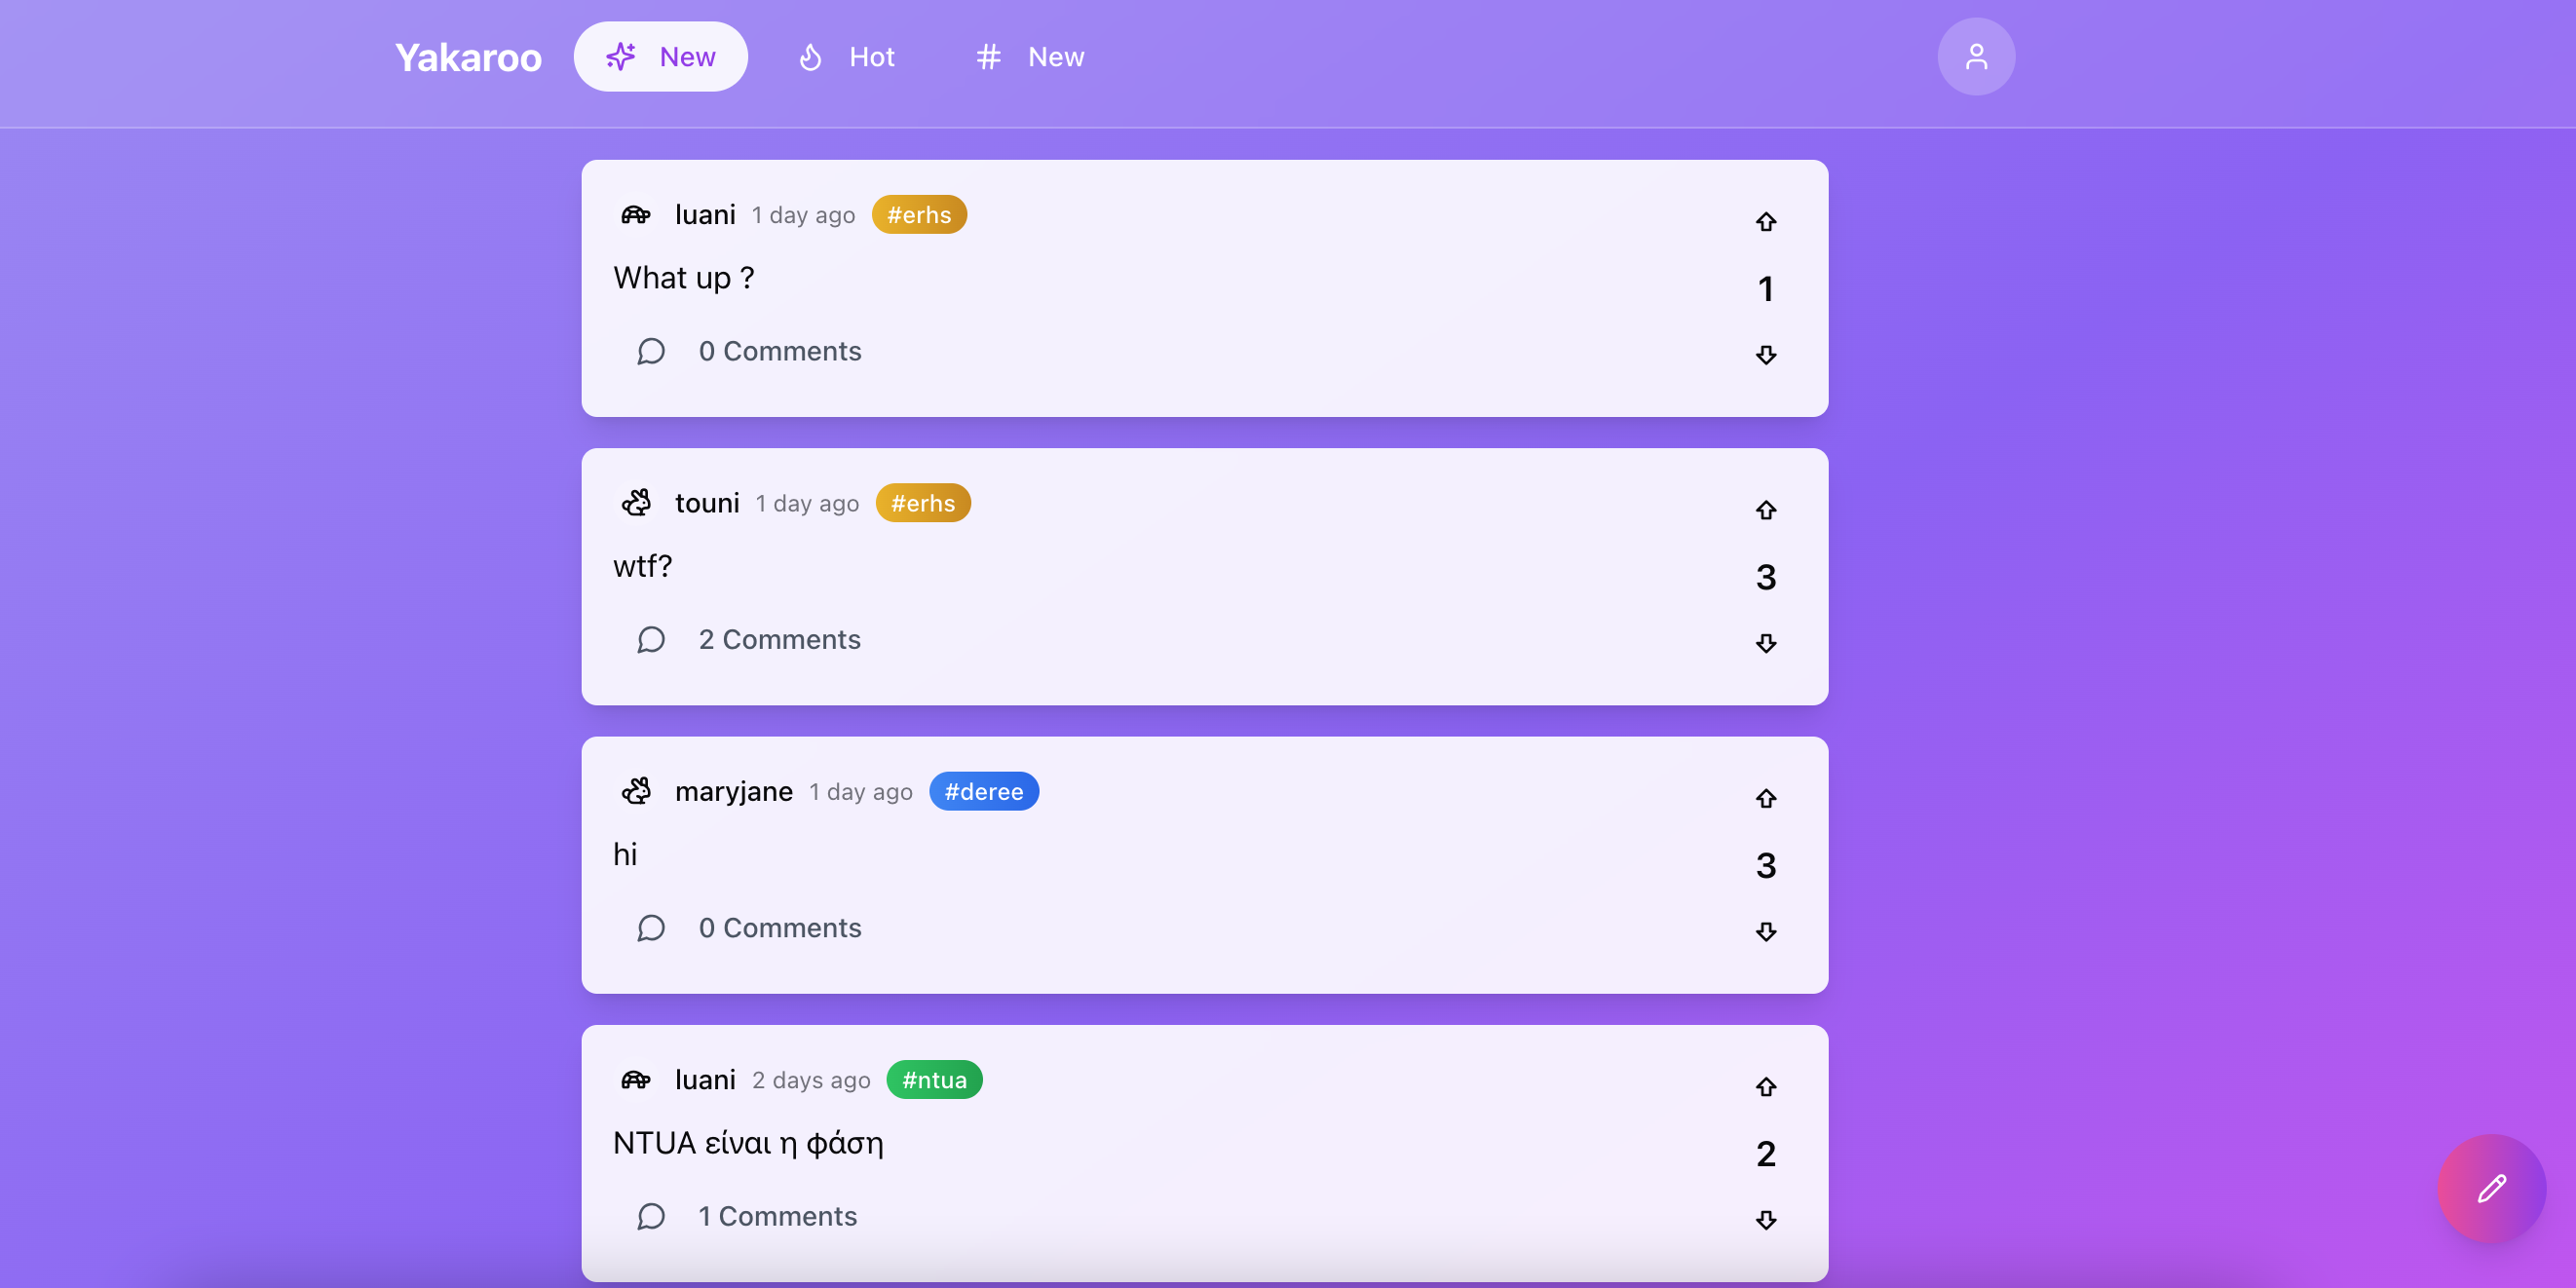 Yakaroo New Hot New
luani 1 day ago #erhs
What up ?
1
0 Comments
touni 1 day ago #erhs
wtf?
3
2 Comments
maryjane 1 day ago #deree
hi
3
0 Comments
luani 2 days ago #ntua
NTUA είναι η φάση
2
1 Comments